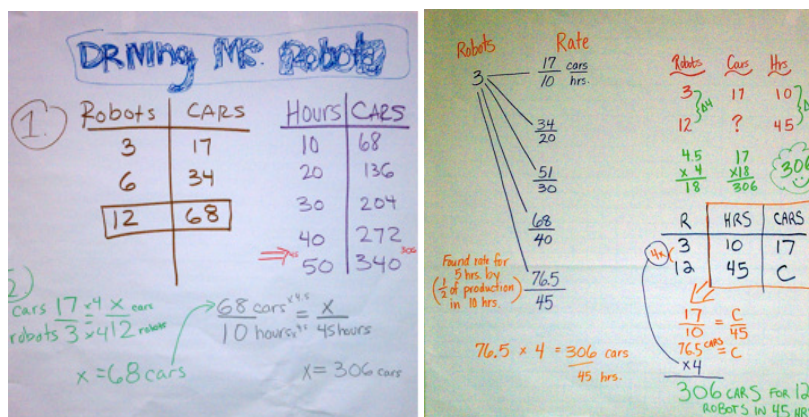 DRIVING MS. Roboto
1.
Robots CARS
3 17
6 34
12 68
Hours CARS
10 68
20 136
30 204
40 272
45 306
50 340
2)
cars 17 x4 = x cars
robots 3 x4 12 robots
x = 68 cars
68 cars x4.5 = x
10 hours x4.5 45 hours
x = 306 cars
Robots Rate
3 17 cars
10 hrs.
34
20
51
30
68
40
76.5
45
Found rate for
5 hrs. by
(1/2 of production
in 10 hrs.)
76.5 x 4 = 306 cars
45 hrs.
Robots Cars Hrs
3 17 10
12 ? 45
4.5 17
x 4 x18
18 306
306
R HRS CARS
4x
3 10 17
12 45 C
17 = C
10 45
76.5 CARS = C
x4
306 CARS FOR 12
ROBOTS IN 45 HR